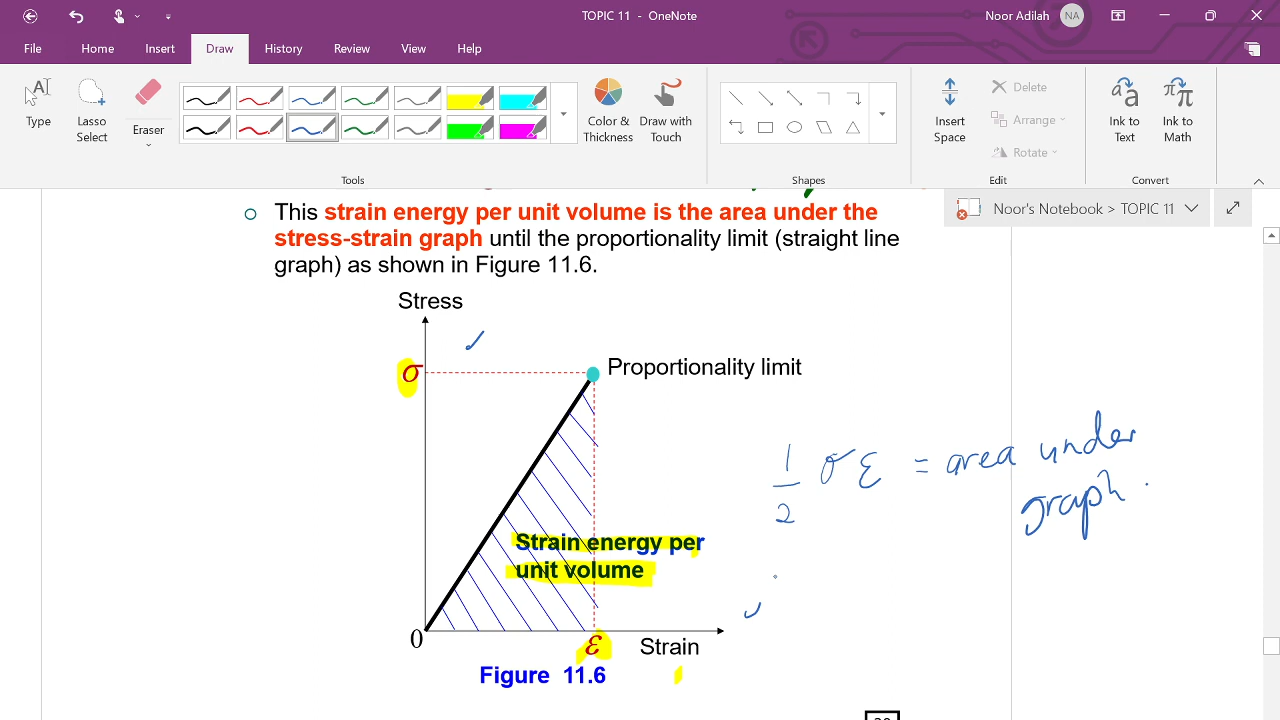 TOPIC 11 - OneNote
Noor Adilah NA
File Home Insert Draw History Review View Help
Type
Lasso Select
Eraser
Color & Thickness
Draw with Touch
Insert Space
Delete
Arrange
Rotate
Ink to Text
Ink to Math
Tools
Shapes
Edit
Convert
Noor's Notebook > TOPIC 11
This strain energy per unit volume is the area under the
stress-strain graph until the proportionality limit (straight line
graph) as shown in Figure 11.6.
Stress
σ
Proportionality limit
1/2 σ ε = area under
graph.
Strain energy per
unit volume
0
ε
Strain
Figure 11.6